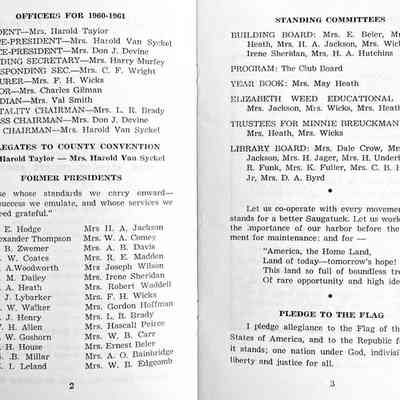 OFFICERS FOR 1960-1961
DENT—Mrs. Harold Taylor
E-PRESIDENT—Mrs. Harold Van Syckel
VICE-PRESIDENT—Mrs. Don J. Devine
RDING SECRETARY—Mrs. Harry Murfey
ESPONDING SEC.—Mrs. C. F. Wright
URER—Mrs. F. H. Wicks
OR—Mrs. Charles Gilman
DIAN—Mrs. Val Smith
TALITY CHAIRMAN—Mrs. L. R. Brady
SS CHAIRMAN—Mrs. Don J. Devine
CHAIRMAN—Mrs. Harold Van Syckel
LEGATES TO COUNTY CONVENTION
Harold Taylor — Mrs. Harold Van Syckel
FORMER PRESIDENTS
se whose standards we carry onward—
success we emulate, and whose services we
need grateful."
E. Hodge Mrs H. A. Jackson
exander Thompson Mrs. W. A. Comey
B. Zwemer Mrs. A. B. Davis
W. Coates Mrs. R. E. Madden
A. Woodworth Mrs Joseph Wilson
M. Dailey Mrs. Irene Sheridan
A. Heath Mrs. Robert Waddell
J. Lybarker Mrs. F. H. Wicks
W. Walker Mrs. Gordon Hoffman
J. Henry Mrs. L. R. Brady
H. Allen Mrs. Hascall Peirce
W. Goshorn Mrs. W. B. Carr
H. House Mrs. Ernest Beler
B. Millar Mrs. A. O. Bainbridge
I. Leland Mrs. W. B. Edgcomb
2
STANDING COMMITTEES
BUILDING BOARD: Mrs. E. Beler, Mr
Heath, Mrs. H. A. Jackson, Mrs. Wick
Irene Sheridan, Mrs. H. A. Hutchins
PROGRAM: The Club Board
YEAR BOOK: Mrs. May Heath
ELIZABETH WEED EDUCATIONAL
Mrs. Jackson, Mrs. Wicks, Mrs. Heat
TRUSTEES FOR MINNIE BREUCKMAN
Mrs. Heath, Mrs. Wicks
LIBRARY BOARD: Mrs. Dale Crow, Mr
Jackson, Mrs. H. Jager, Mrs. H. Underl
R. Funk, Mrs. K. Fuller, Mrs. C. B. H
Jr, Mrs. D. A. Byrd
Let us co-operate with every movemen
stands for a better Saugatuck. Let us work
the importance of our harbor before the
ment for maintenance: and for —
"America, the Home Land,
Land of today—tomorrow's hope!
This land so full of boundless tre
Of rare opportunity and high ide
PLEDGE TO THE FLAG
I pledge allegiance to the Flag of th
States of America, and to the Republic fo
it stands; one nation under God, indivisi
liberty and justice for all.
3